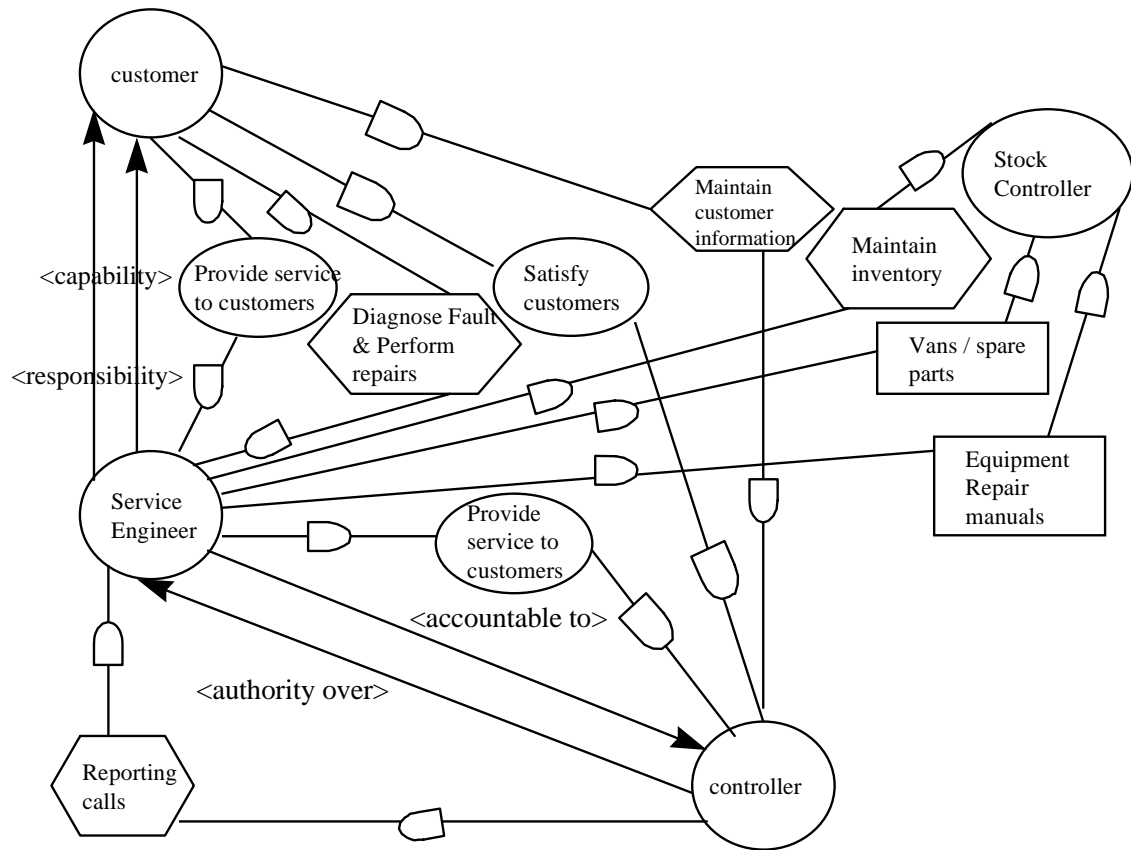 customer
Stock
Controller
Maintain
customer
information
Maintain
inventory
<capability>
Provide service
to customers
Satisfy
customers
Diagnose Fault
& Perform
repairs
<responsibility>
Vans / spare
parts
Equipment
Repair
manuals
Service
Engineer
Provide
service to
customers
<accountable to>
<authority over>
Reporting
calls
controller